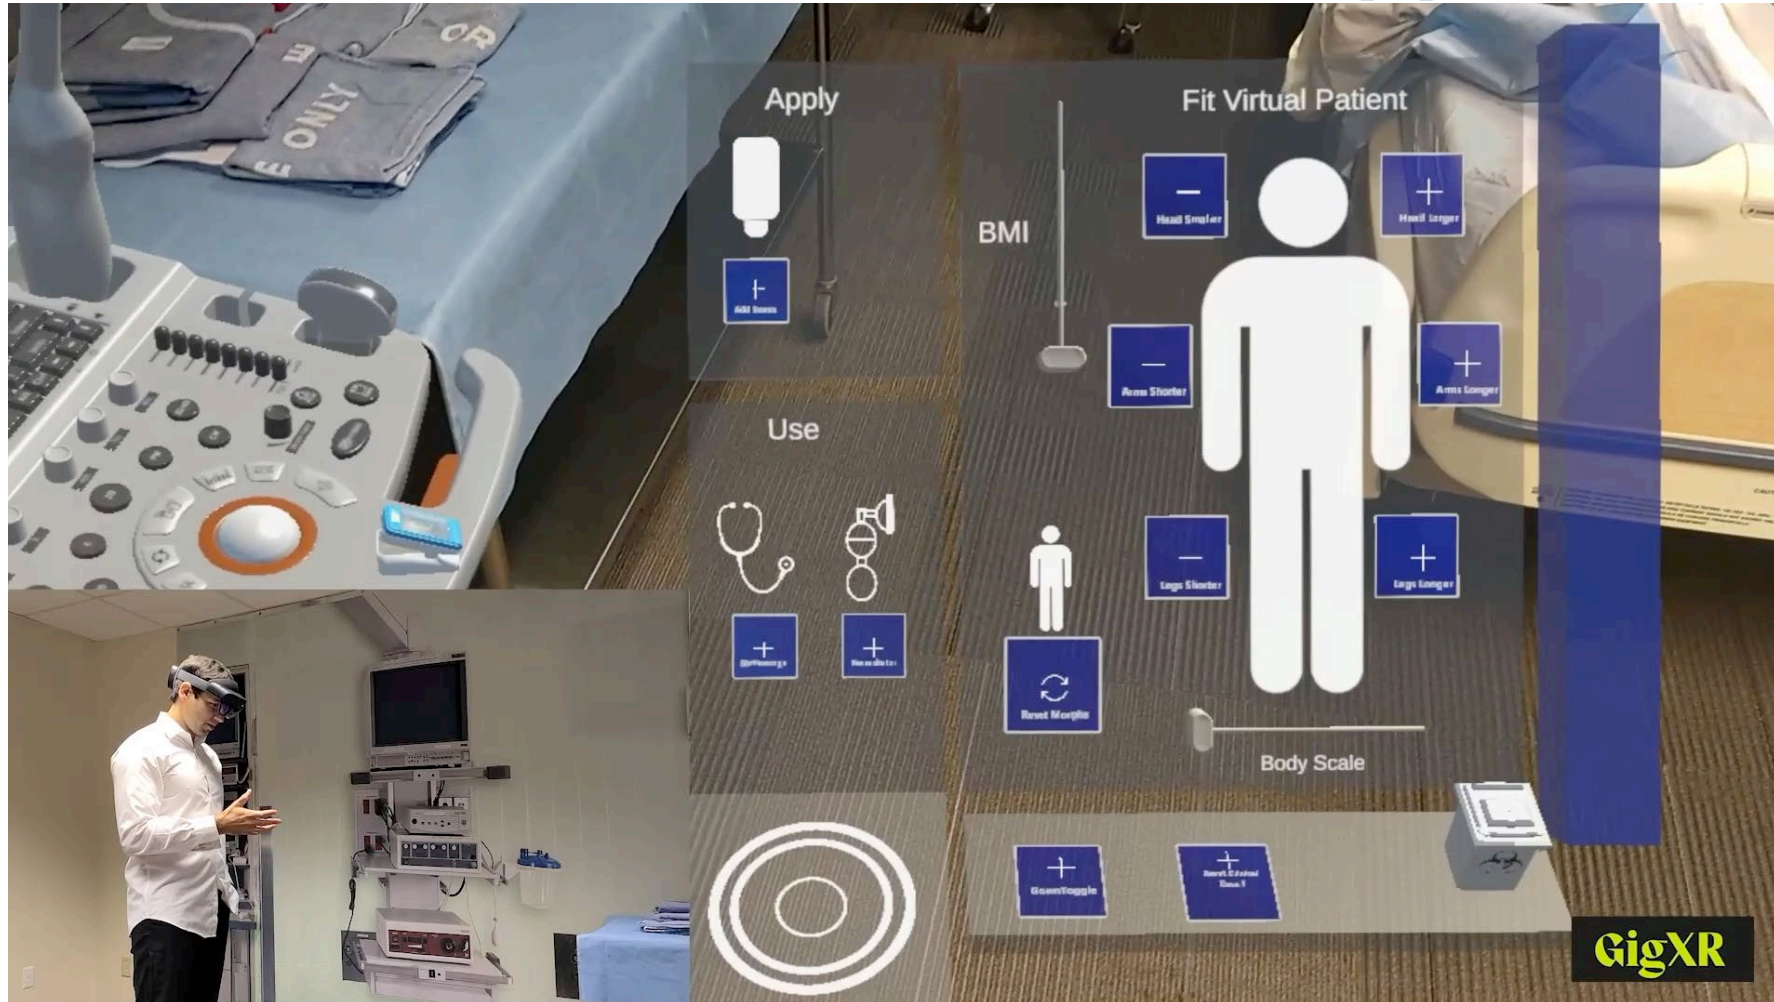 OR
E
E ONLY
Apply
Fit Virtual Patient
Head Smaller
Head Larger
BMI
Add Items
Arms Shorter
Arms Longer
Use
Legs Shorter
Legs Longer
Reset Morphs
Body Scale
GownToggle
GigXR